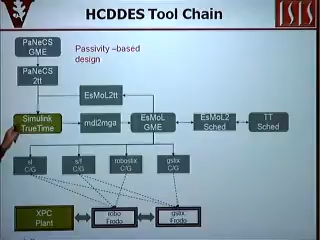 HCDDES Tool Chain
ISIS
PaNeCS
GME
Passivity –based
design
PaNeCS
2tt
EsMoL2tt
Simulink
TrueTime
mdl2mga
EsMoL
GME
EsMoL2
Sched
TT
Sched
sl
C/G
s/f
C/G
robostix
C/G
gstix
C/G
XPC
Plant
robo
Frodo
gstix
Frodo